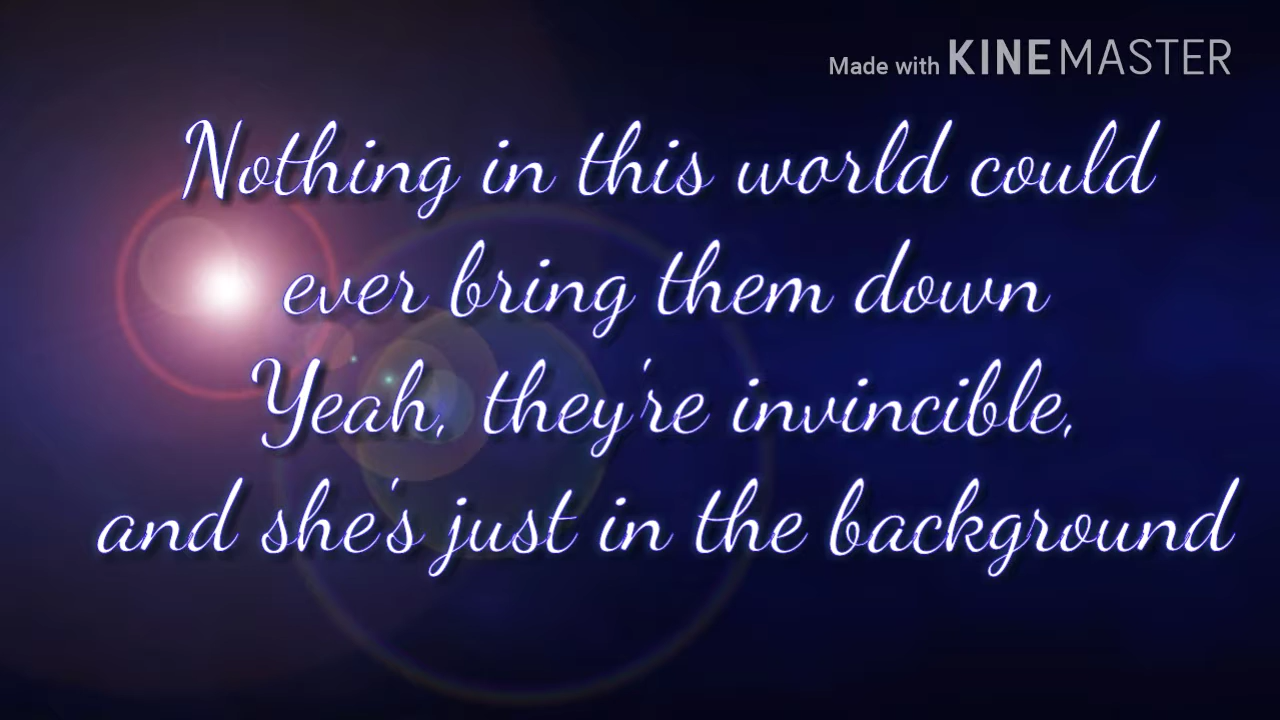 Made with KINEMASTER
Nothing in this world could
ever bring them down
Yeah, they're invincible,
and she's just in the background